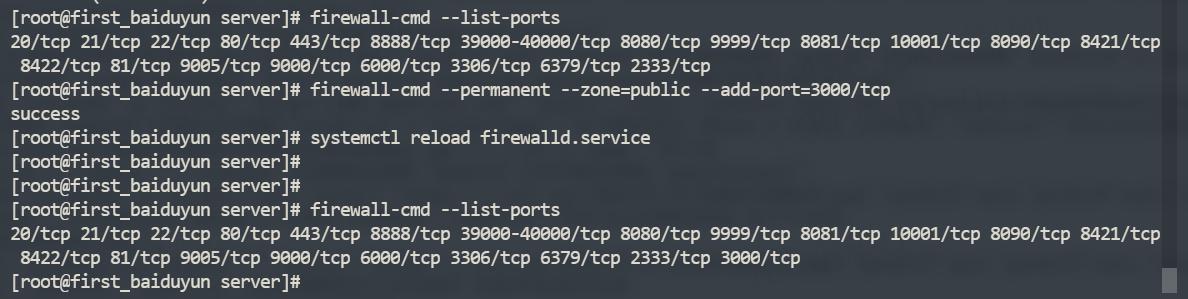 [root@first_baiduyun server]# firewall-cmd --list-ports
20/tcp 21/tcp 22/tcp 80/tcp 443/tcp 8888/tcp 39000-40000/tcp 8080/tcp 9999/tcp 8081/tcp 10001/tcp 8090/tcp 8421/tcp
8422/tcp 81/tcp 9005/tcp 9000/tcp 6000/tcp 3306/tcp 6379/tcp 2333/tcp
[root@first_baiduyun server]# firewall-cmd --permanent --zone=public --add-port=3000/tcp
success
[root@first_baiduyun server]# systemctl reload firewalld.service
[root@first_baiduyun server]#
[root@first_baiduyun server]#
[root@first_baiduyun server]# firewall-cmd --list-ports
20/tcp 21/tcp 22/tcp 80/tcp 443/tcp 8888/tcp 39000-40000/tcp 8080/tcp 9999/tcp 8081/tcp 10001/tcp 8090/tcp 8421/tcp
8422/tcp 81/tcp 9005/tcp 9000/tcp 6000/tcp 3306/tcp 6379/tcp 2333/tcp 3000/tcp
[root@first_baiduyun server]#